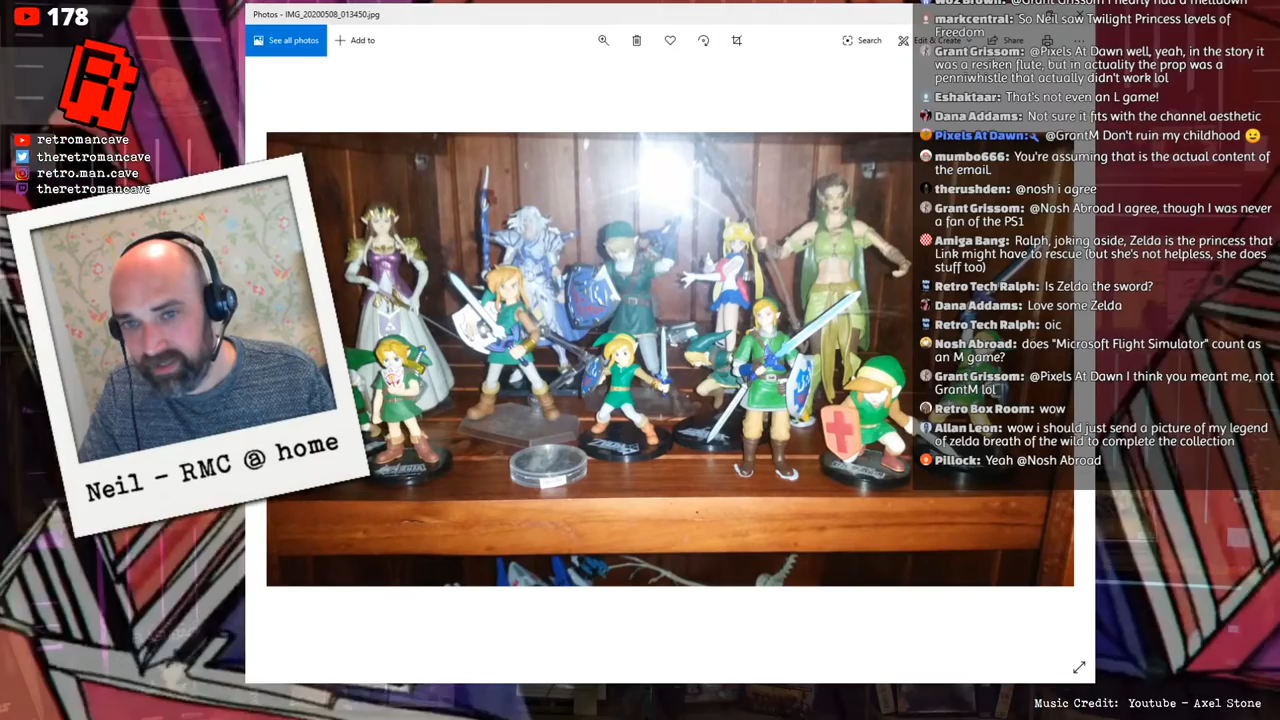 178
retromancave
theretromancave
retro.man.cave
theretromancave
Neil - RMC @ home
Photos - IMG_20200508_013450.jpg
See all photos
Add to
Search
Edit & Create
Share
markcentral: So Neil saw Twilight Princess levels of
Freedom
Grant Grissom: @Pixels At Dawn well, yeah, in the story it
was a resiken flute, but in actuality the prop was a
penniwhistle that actually didn't work lol
Eshaktaar: That's not even an L game!
Dana Addams: Not sure it fits with the channel aesthetic
Pixels At Dawn: @GrantM Don't ruin my childhood
mumbo666: You're assuming that is the actual content of
the email.
therushden: @nosh i agree
Grant Grissom: @Nosh Abroad I agree, though I was never
a fan of the PS1
Amiga Bang: Ralph, joking aside, Zelda is the princess that
Link might have to rescue (but she's not helpless, she does
stuff too)
Retro Tech Ralph: Is Zelda the sword?
Dana Addams: Love some Zelda
Retro Tech Ralph: oic
Nosh Abroad: does "Microsoft Flight Simulator" count as
an M game?
Grant Grissom: @Pixels At Dawn I think you meant me, not
GrantM lol
Retro Box Room: wow
Allan Leon: wow i should just send a picture of my legend
of zelda breath of the wild to complete the collection
Pillock: Yeah @Nosh Abroad
Music Credit: Youtube - Axel Stone